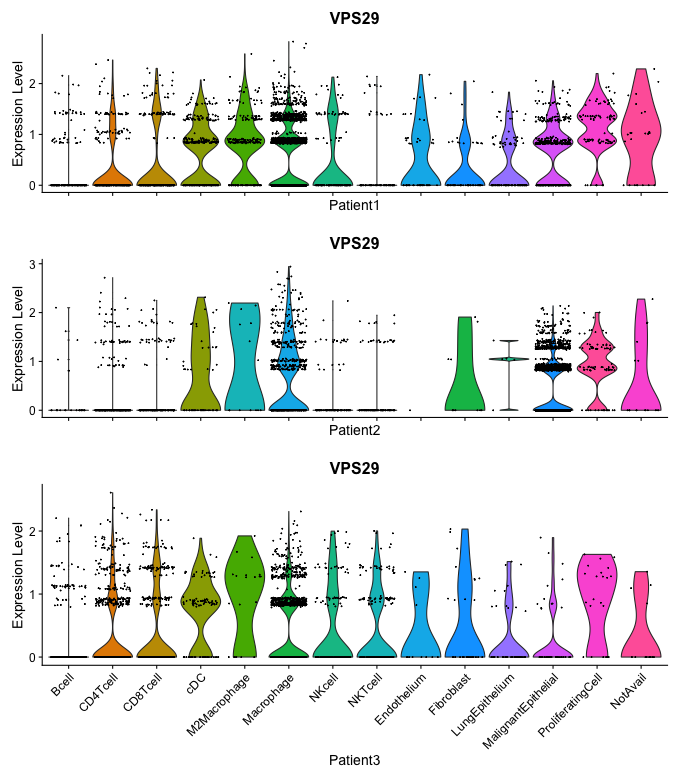 VPS29
Expression Level
2
1
0
Patient1
VPS29
Expression Level
3
2
1
0
Patient2
VPS29
Expression Level
2
1
0
Bcell
CD4Tcell
CD8Tcell
cDC
M2Macrophage
Macrophage
NKcell
NKTcell
Endothelium
Fibroblast
LungEpithelium
MalignantEpithelial
ProliferatingCell
NotAvail
Patient3